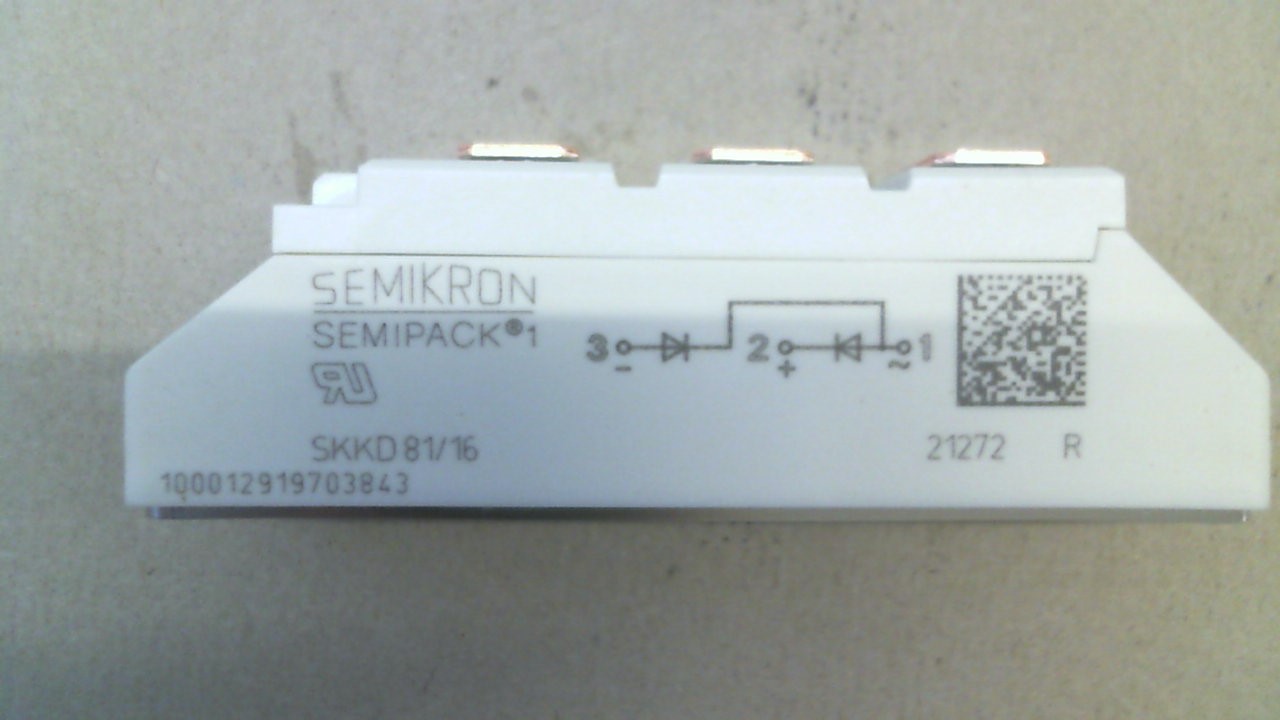 SEMIKRON
SEMIPACK®1
3 - 2 + ~ 1
SKKD 81/16
21272 R
100012919703843